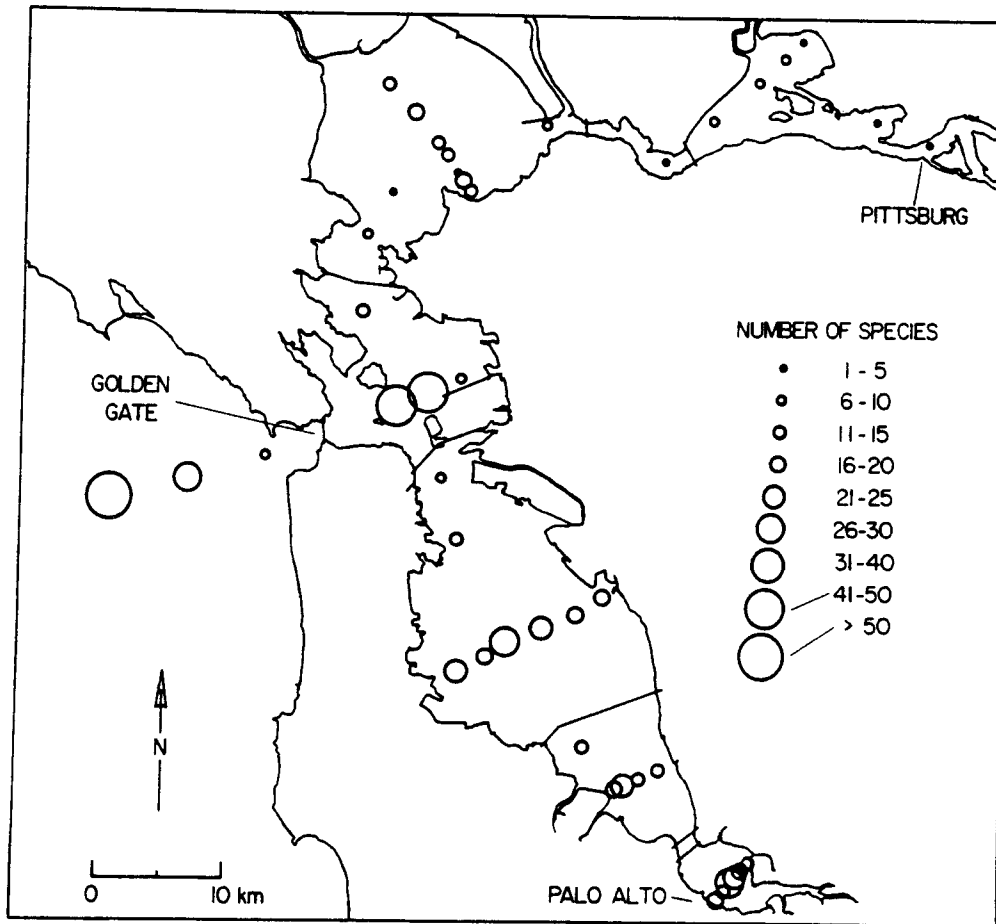 PITTSBURG
NUMBER OF SPECIES
1-5
6-10
11-15
16-20
21-25
26-30
31-40
41-50
> 50
GOLDEN
GATE
N
0 10 km
PALO ALTO